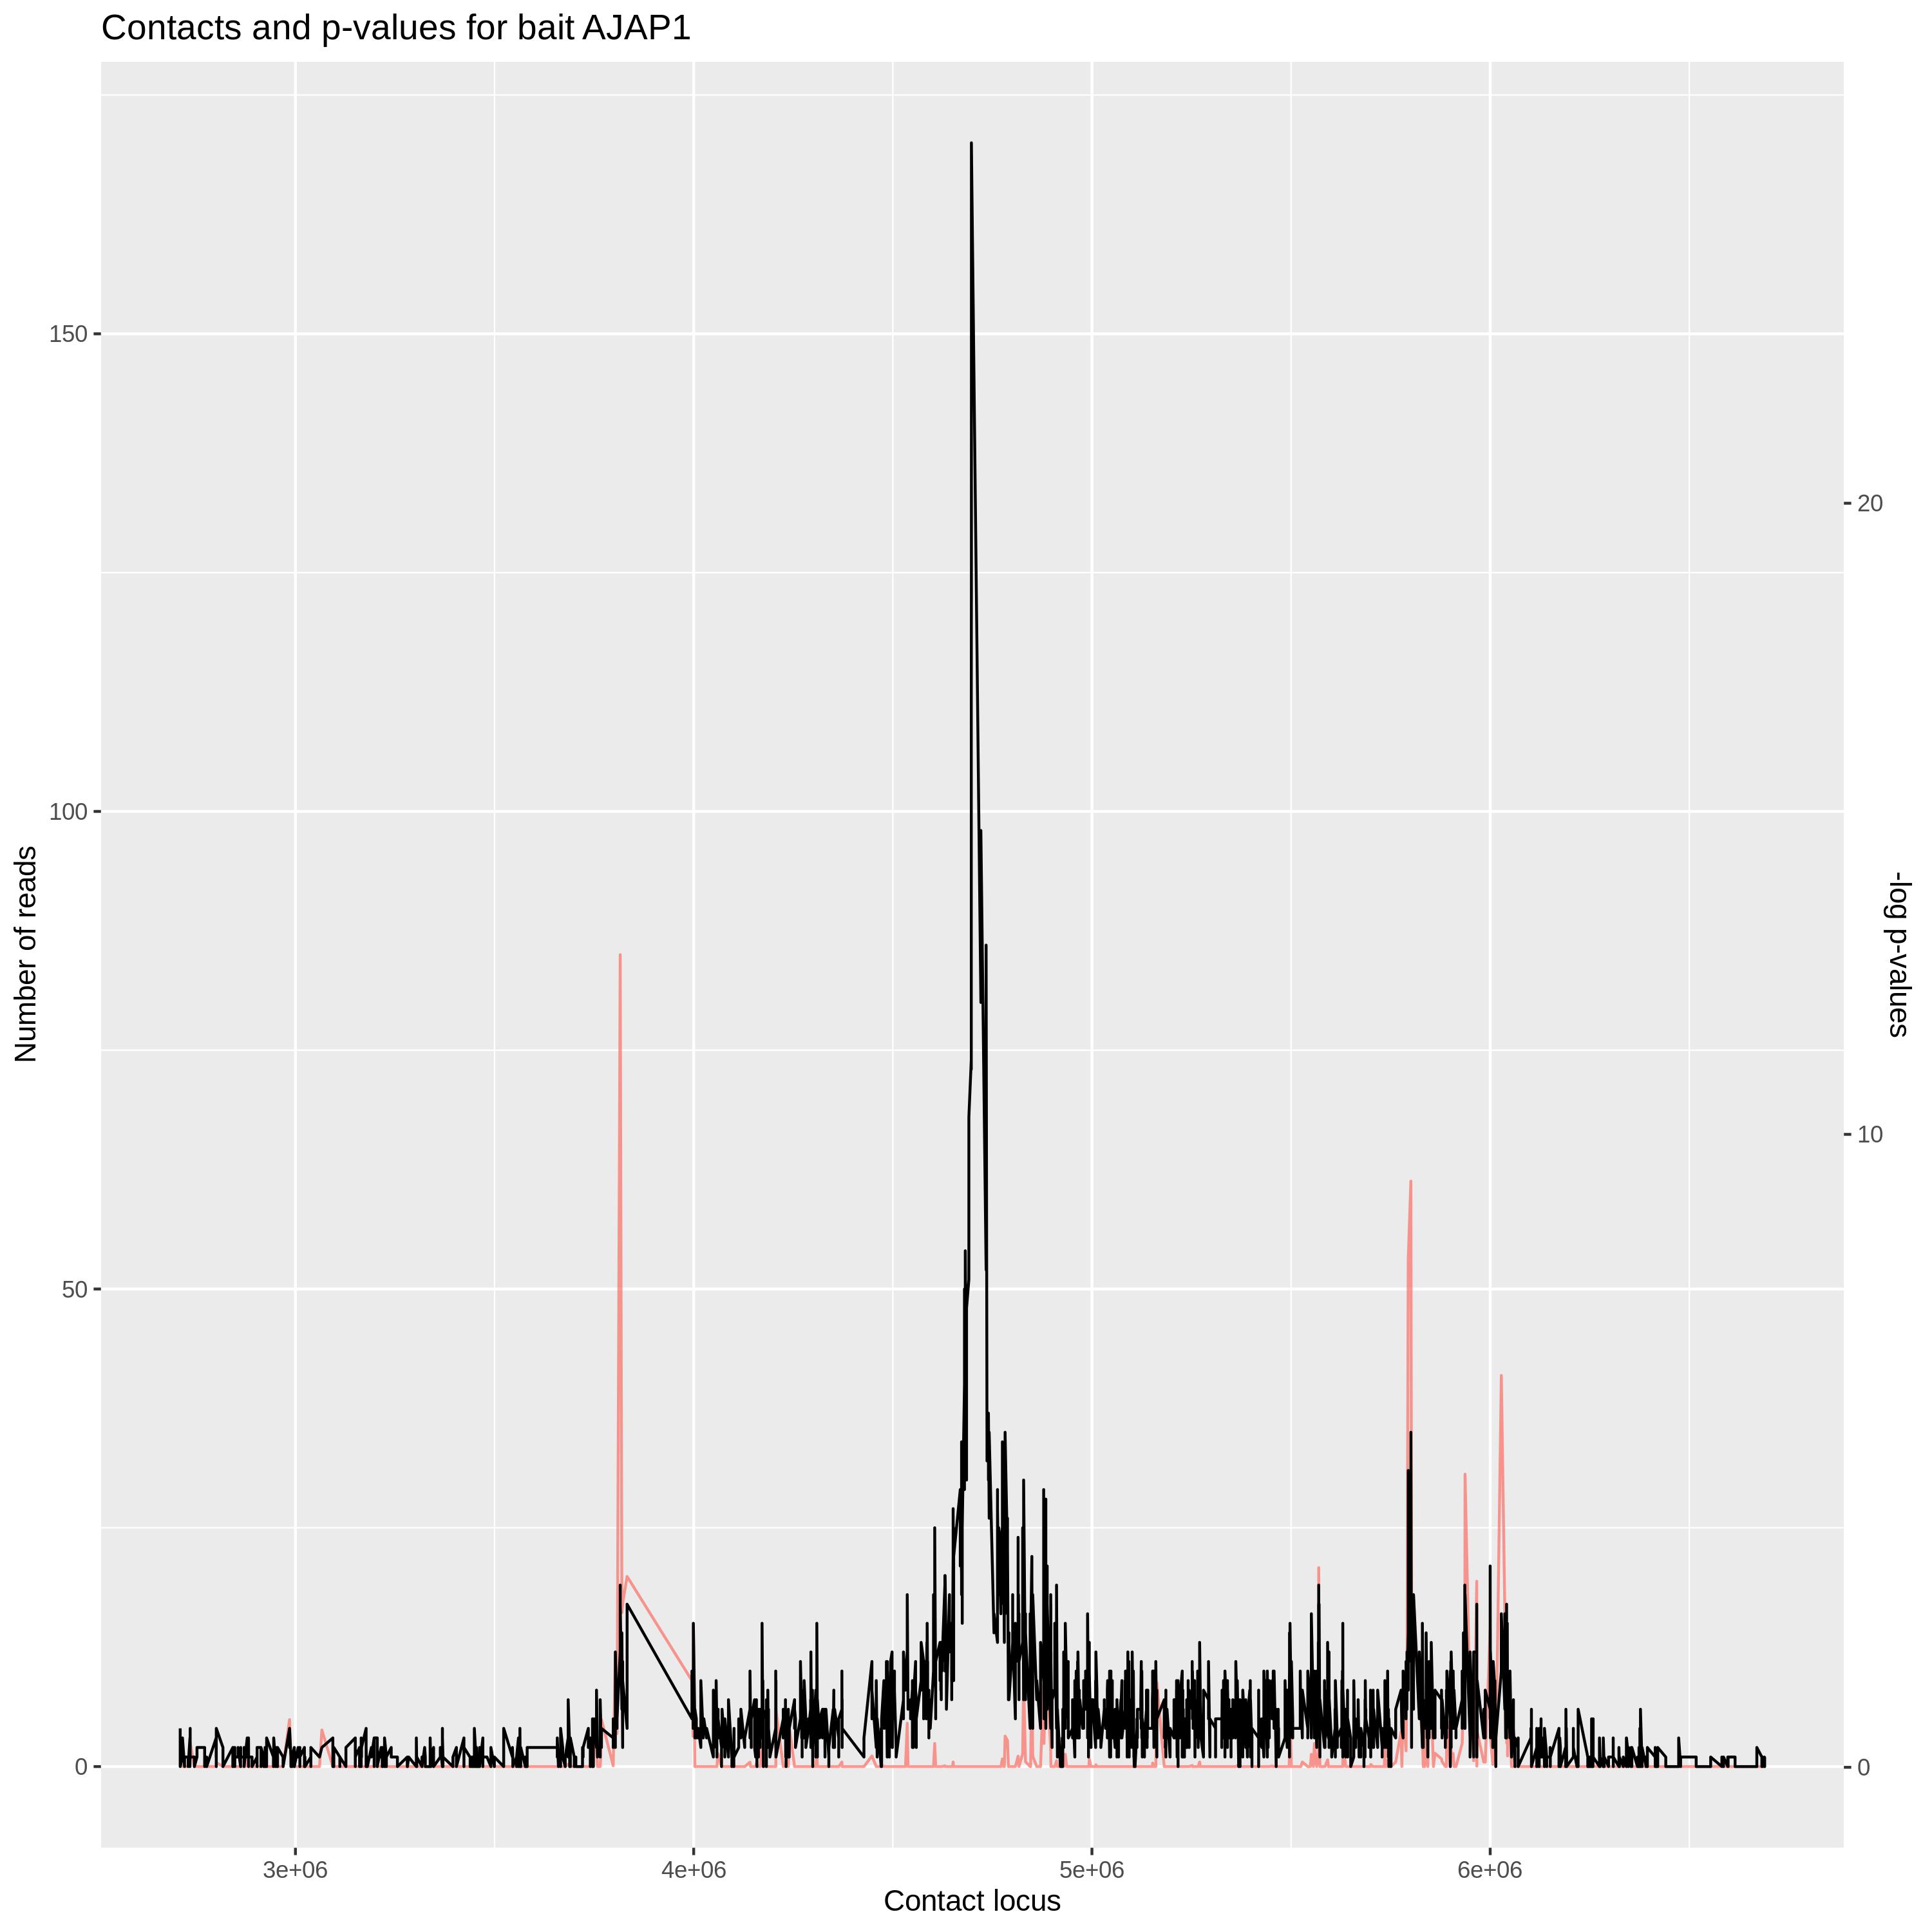 Contacts and p-values for bait AJAP1
Number of reads
150
100
50
0
20
10
0
-log p-values
3e+06 4e+06 5e+06 6e+06
Contact locus